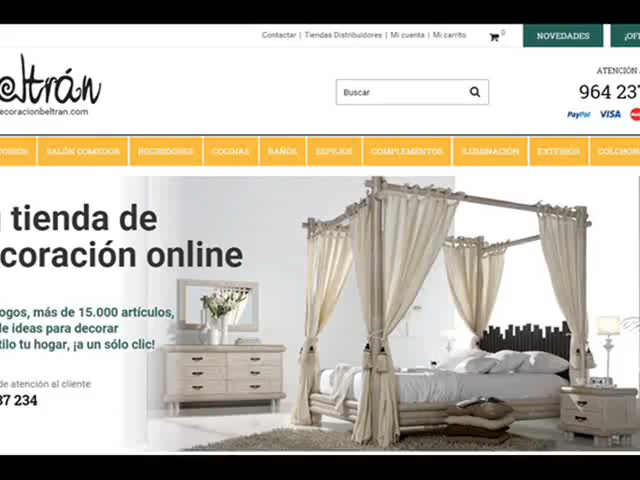 Contactar | Tiendas Distribuidores | Mi cuenta | Mi carrito
0
NOVEDADES
ltrán
ecoracionbeltran.com
Buscar
ATENCIÓN
964 237
PayPal VISA
SALÓN COMEDOR RECIBIDORES COCINAS BAÑOS ESPEJOS COMPLEMENTOS ILUMINACIÓN EXTERIOR
tienda de
coración online
ogos, más de 15.000 artículos,
de ideas para decorar
tilo tu hogar, ¡a un sólo clic!
de atención al cliente
37 234